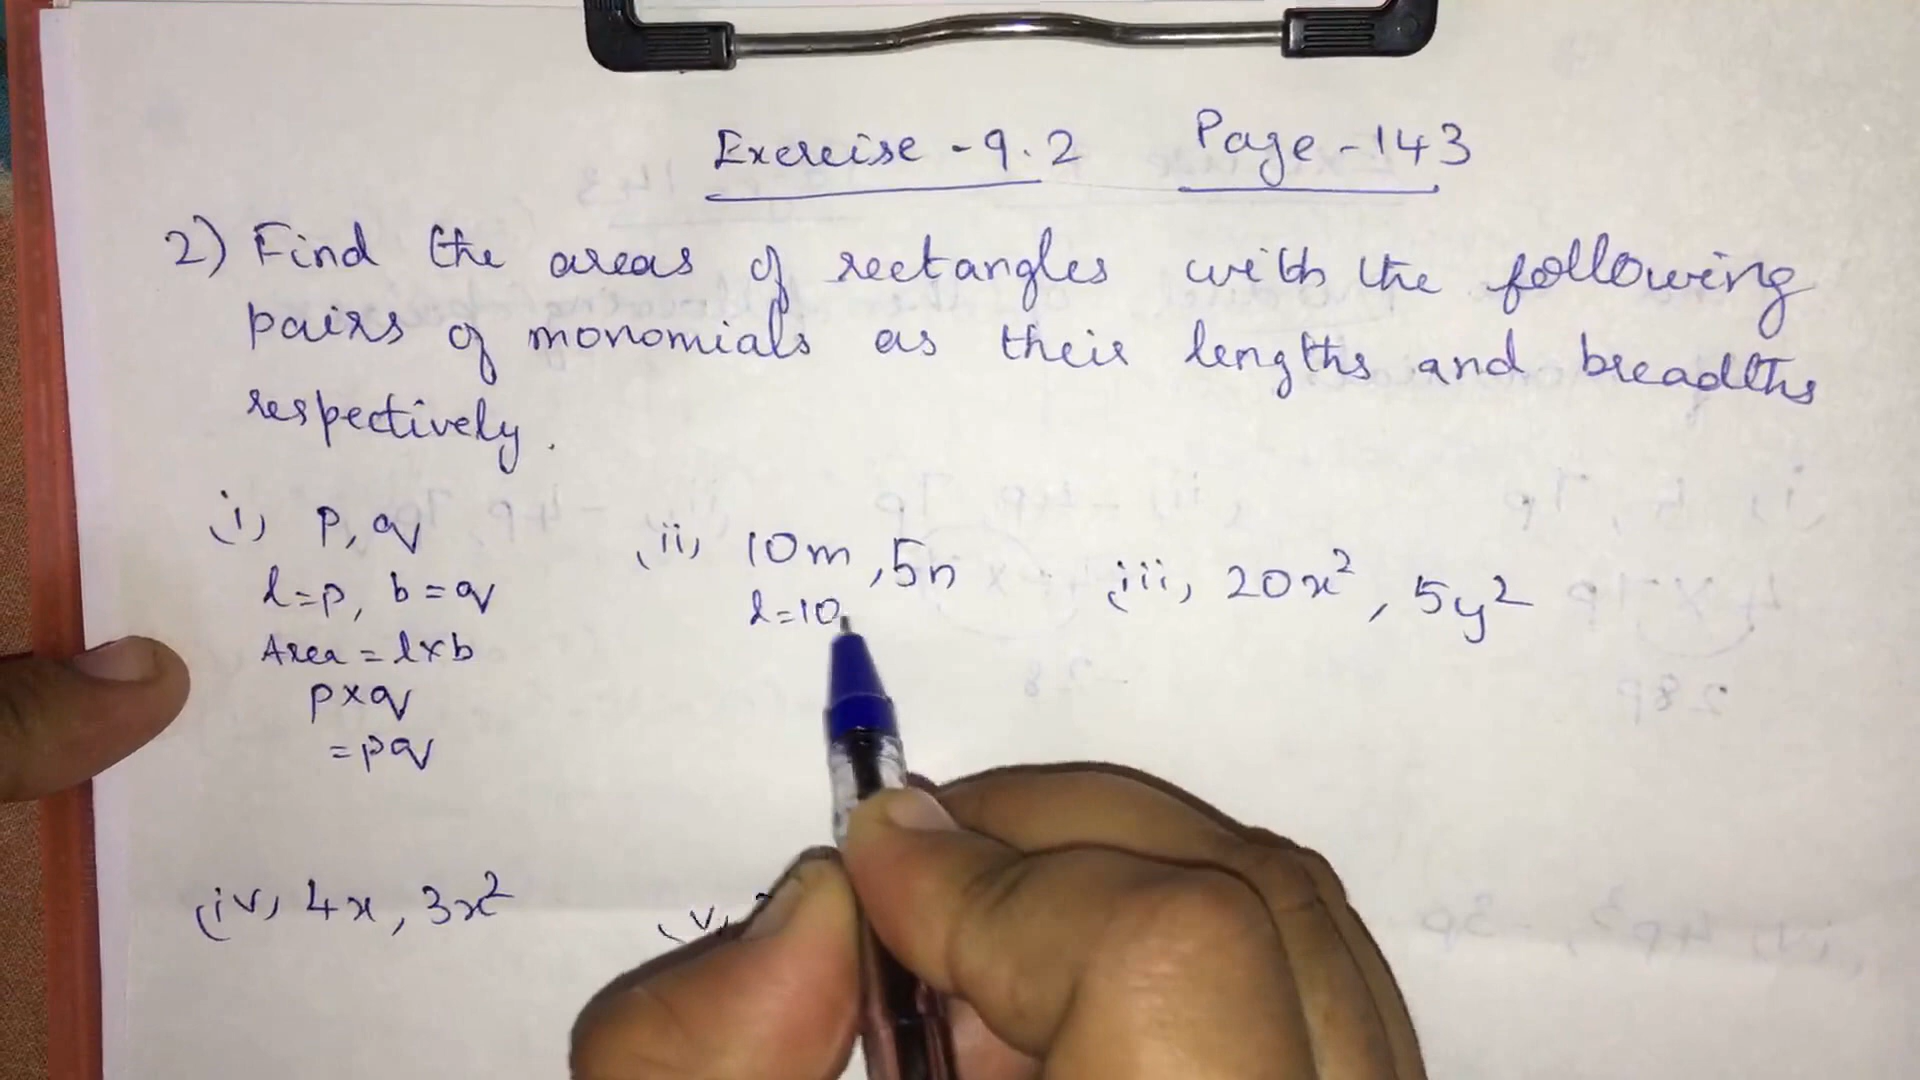 Exercise - 9.2 Page - 143
2) Find the areas of rectangles with the following
pairs of monomials as their lengths and breadths
respectively.
(i) p, q
l=p, b=q
Area = l×b
p×q
=pq
(ii) 10m, 5n
l=10
(iii) 20x², 5y²
(iv) 4x, 3x²
(v)